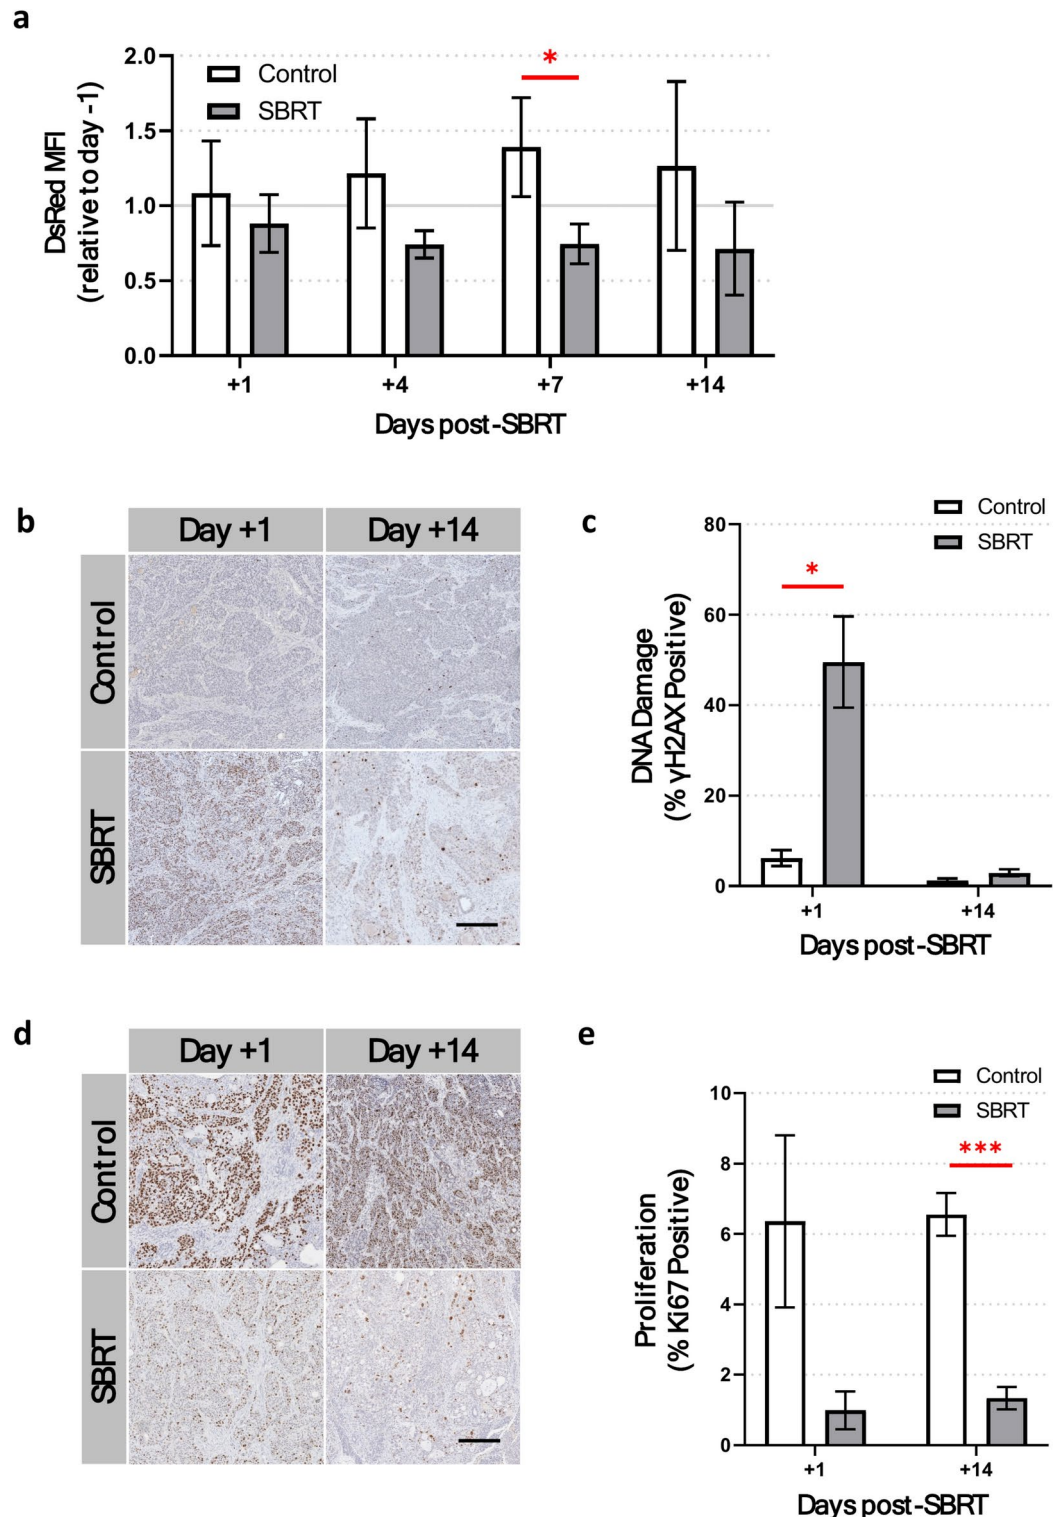 a
2.0
1.5
1.0
0.5
0.0
DsRed MFI
(relative to day -1)
Control
SBRT
*
+1
+4
+7
+14
Days post-SBRT
b
Day +1
Day +14
Control
SBRT
c
Control
SBRT
80
60
40
20
0
DNA Damage
(% γH2AX Positive)
*
+1
+14
Days post-SBRT
d
Day +1
Day +14
Control
SBRT
e
Control
SBRT
10
8
6
4
2
0
Proliferation
(% Ki67 Positive)
***
+1
+14
Days post-SBRT